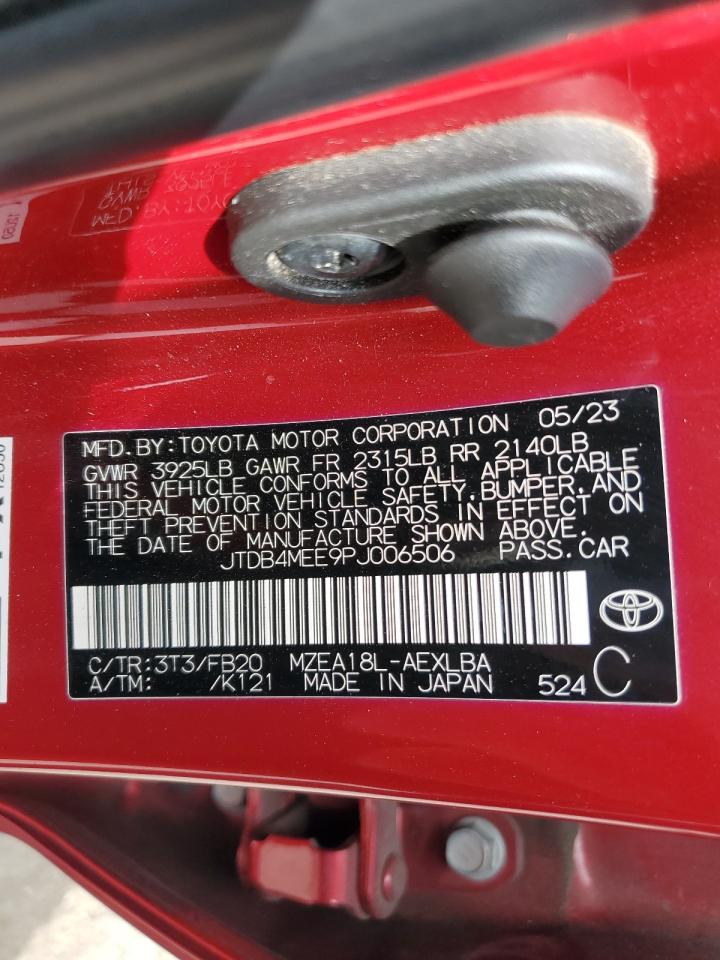 MFD.BY:TOYOTA MOTOR CORPORATION 05/23
GVWR 3925LB GAWR FR 2315LB RR 2140LB
THIS VEHICLE CONFORMS TO ALL APPLICABLE
FEDERAL MOTOR VEHICLE SAFETY,BUMPER,AND
THEFT PREVENTION STANDARDS IN EFFECT ON
THE DATE OF MANUFACTURE SHOWN ABOVE.
JTDB4MEE9PJ006506 PASS.CAR
C/TR:3T3/FB20 MZEA18L-AEXLBA
A/TM: /K121 MADE IN JAPAN 524 C